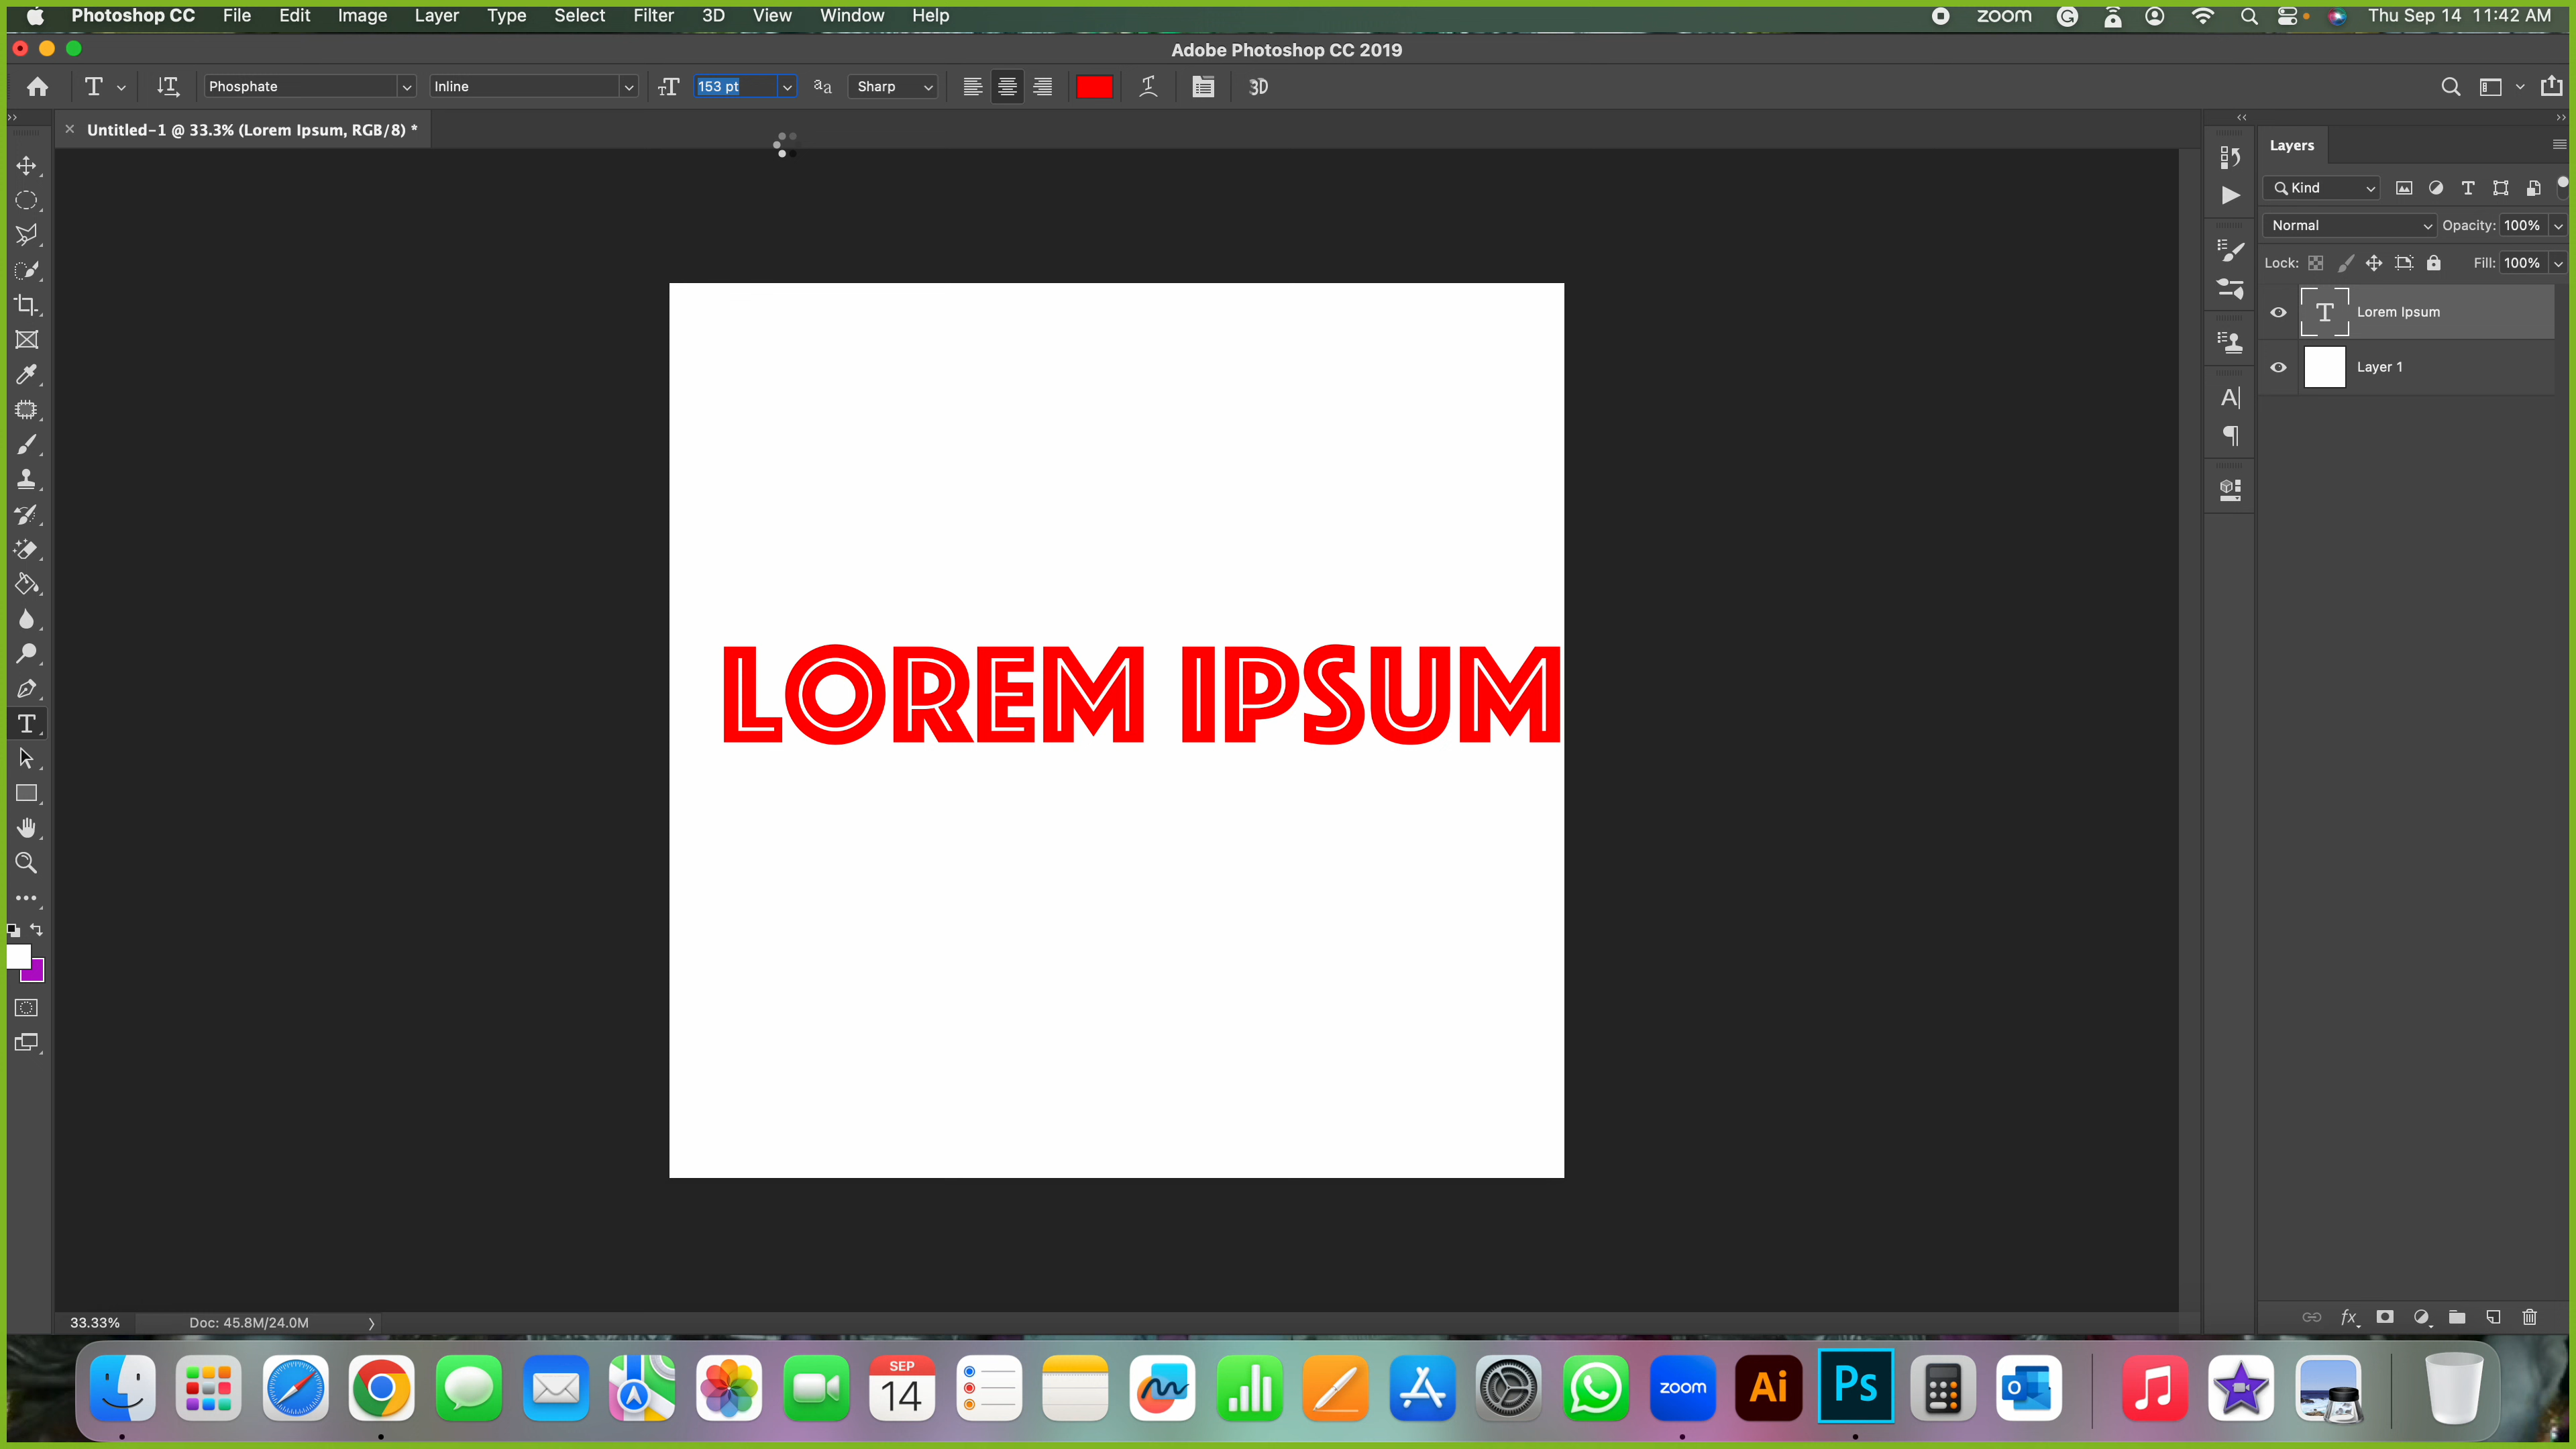 Photoshop CC File Edit Image Layer Type Select Filter 3D View Window Help zoom Thu Sep 14 11:42 AM
Adobe Photoshop CC 2019
Phosphate Inline 153 pt Sharp 3D
× Untitled-1 @ 33.3% (Lorem Ipsum, RGB/8) *
Layers
Kind
Normal Opacity: 100%
Lock: Fill: 100%
Lorem Ipsum
Layer 1
LOREM IPSUM
33.33% Doc: 45.8M/24.0M
SEP
14
zoom
Ai
Ps